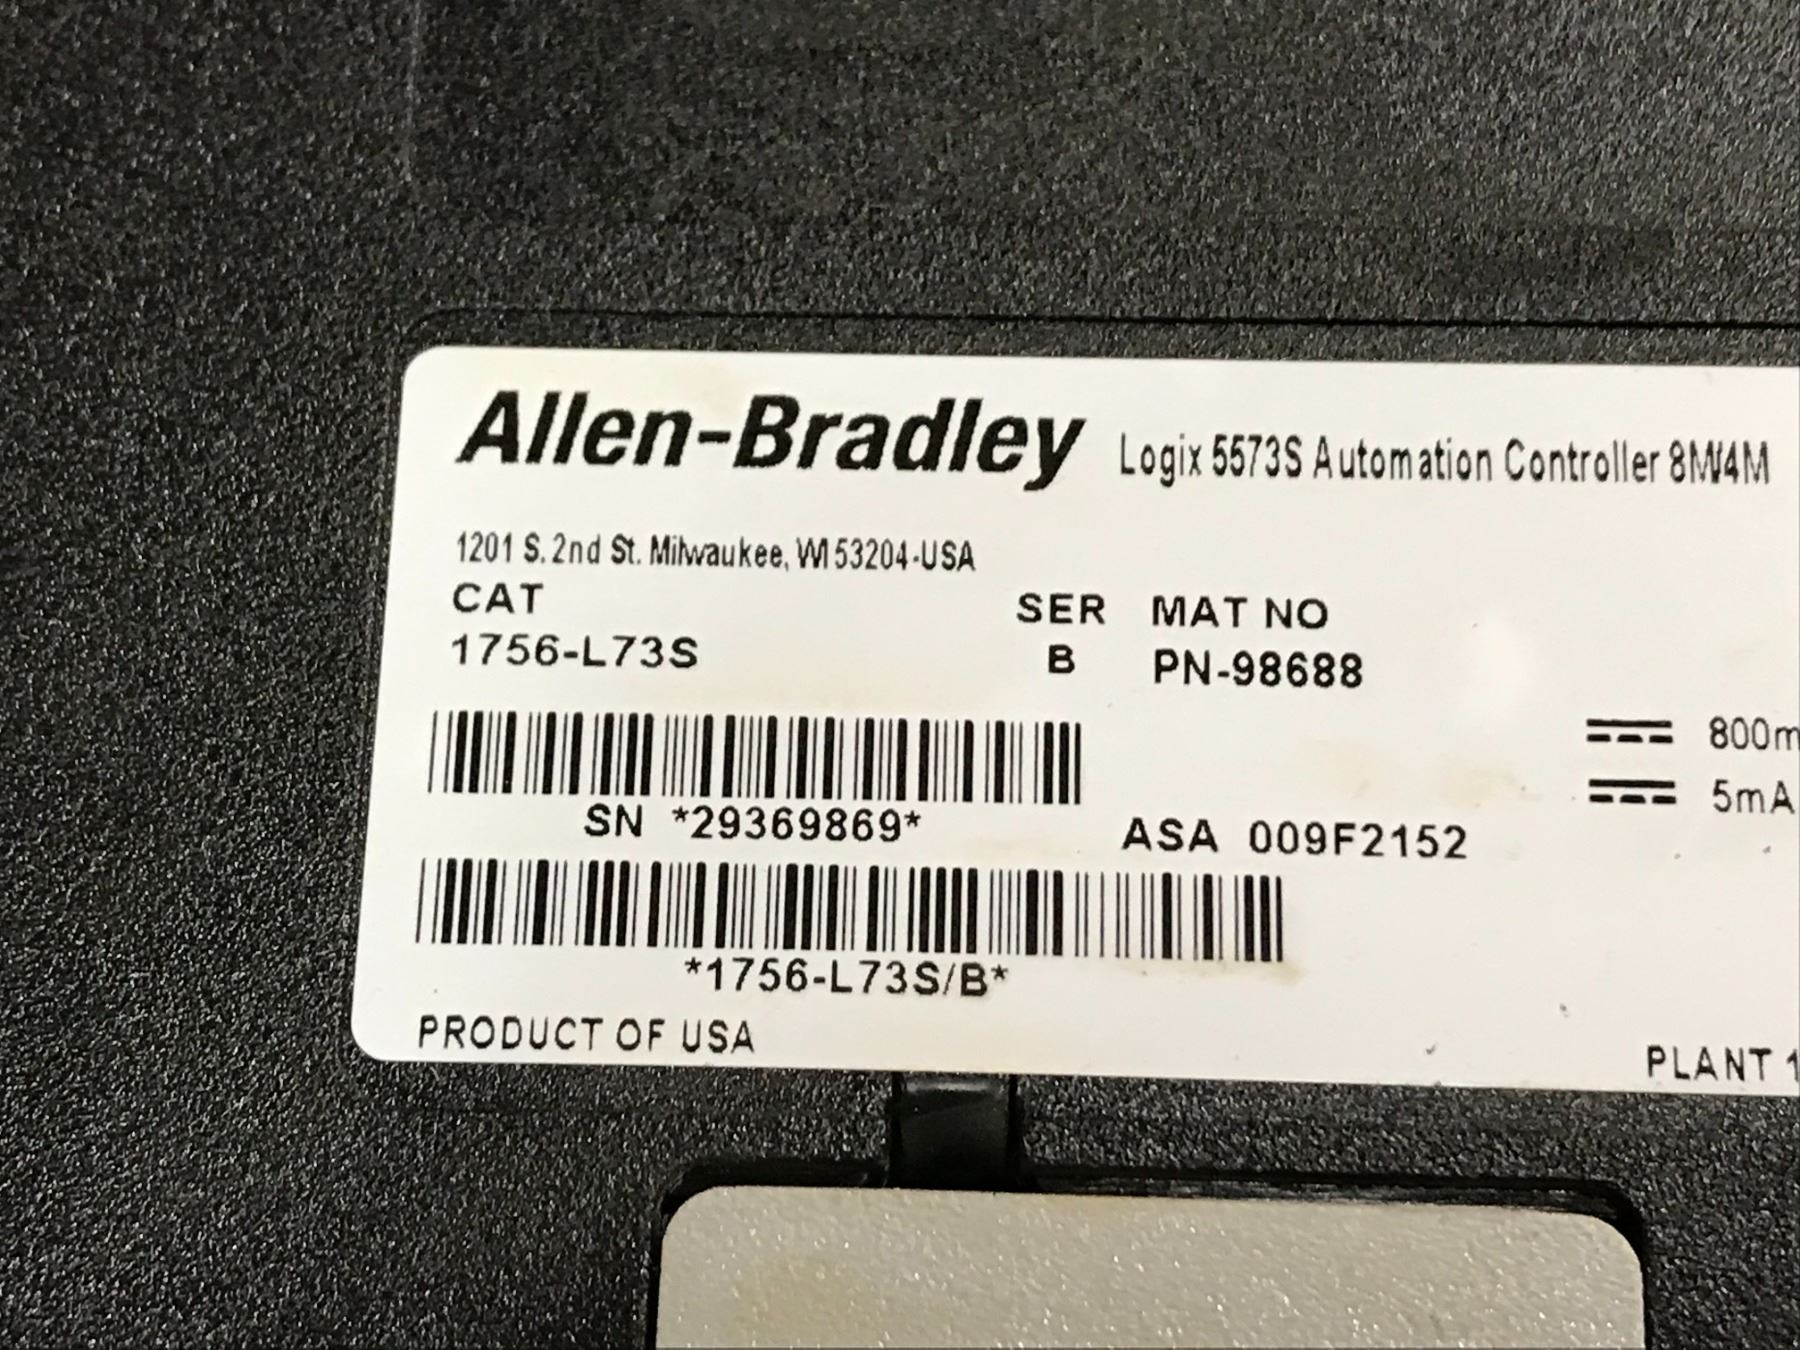 Allen-Bradley Logix 5573S Automation Controller 8M/4M
1201 S. 2nd St. Milwaukee, WI 53204-USA
CAT SER MAT NO
1756-L73S B PN-98688
800m
5mA
SN *29369869* ASA 009F2152
*1756-L73S/B*
PRODUCT OF USA
PLANT 1